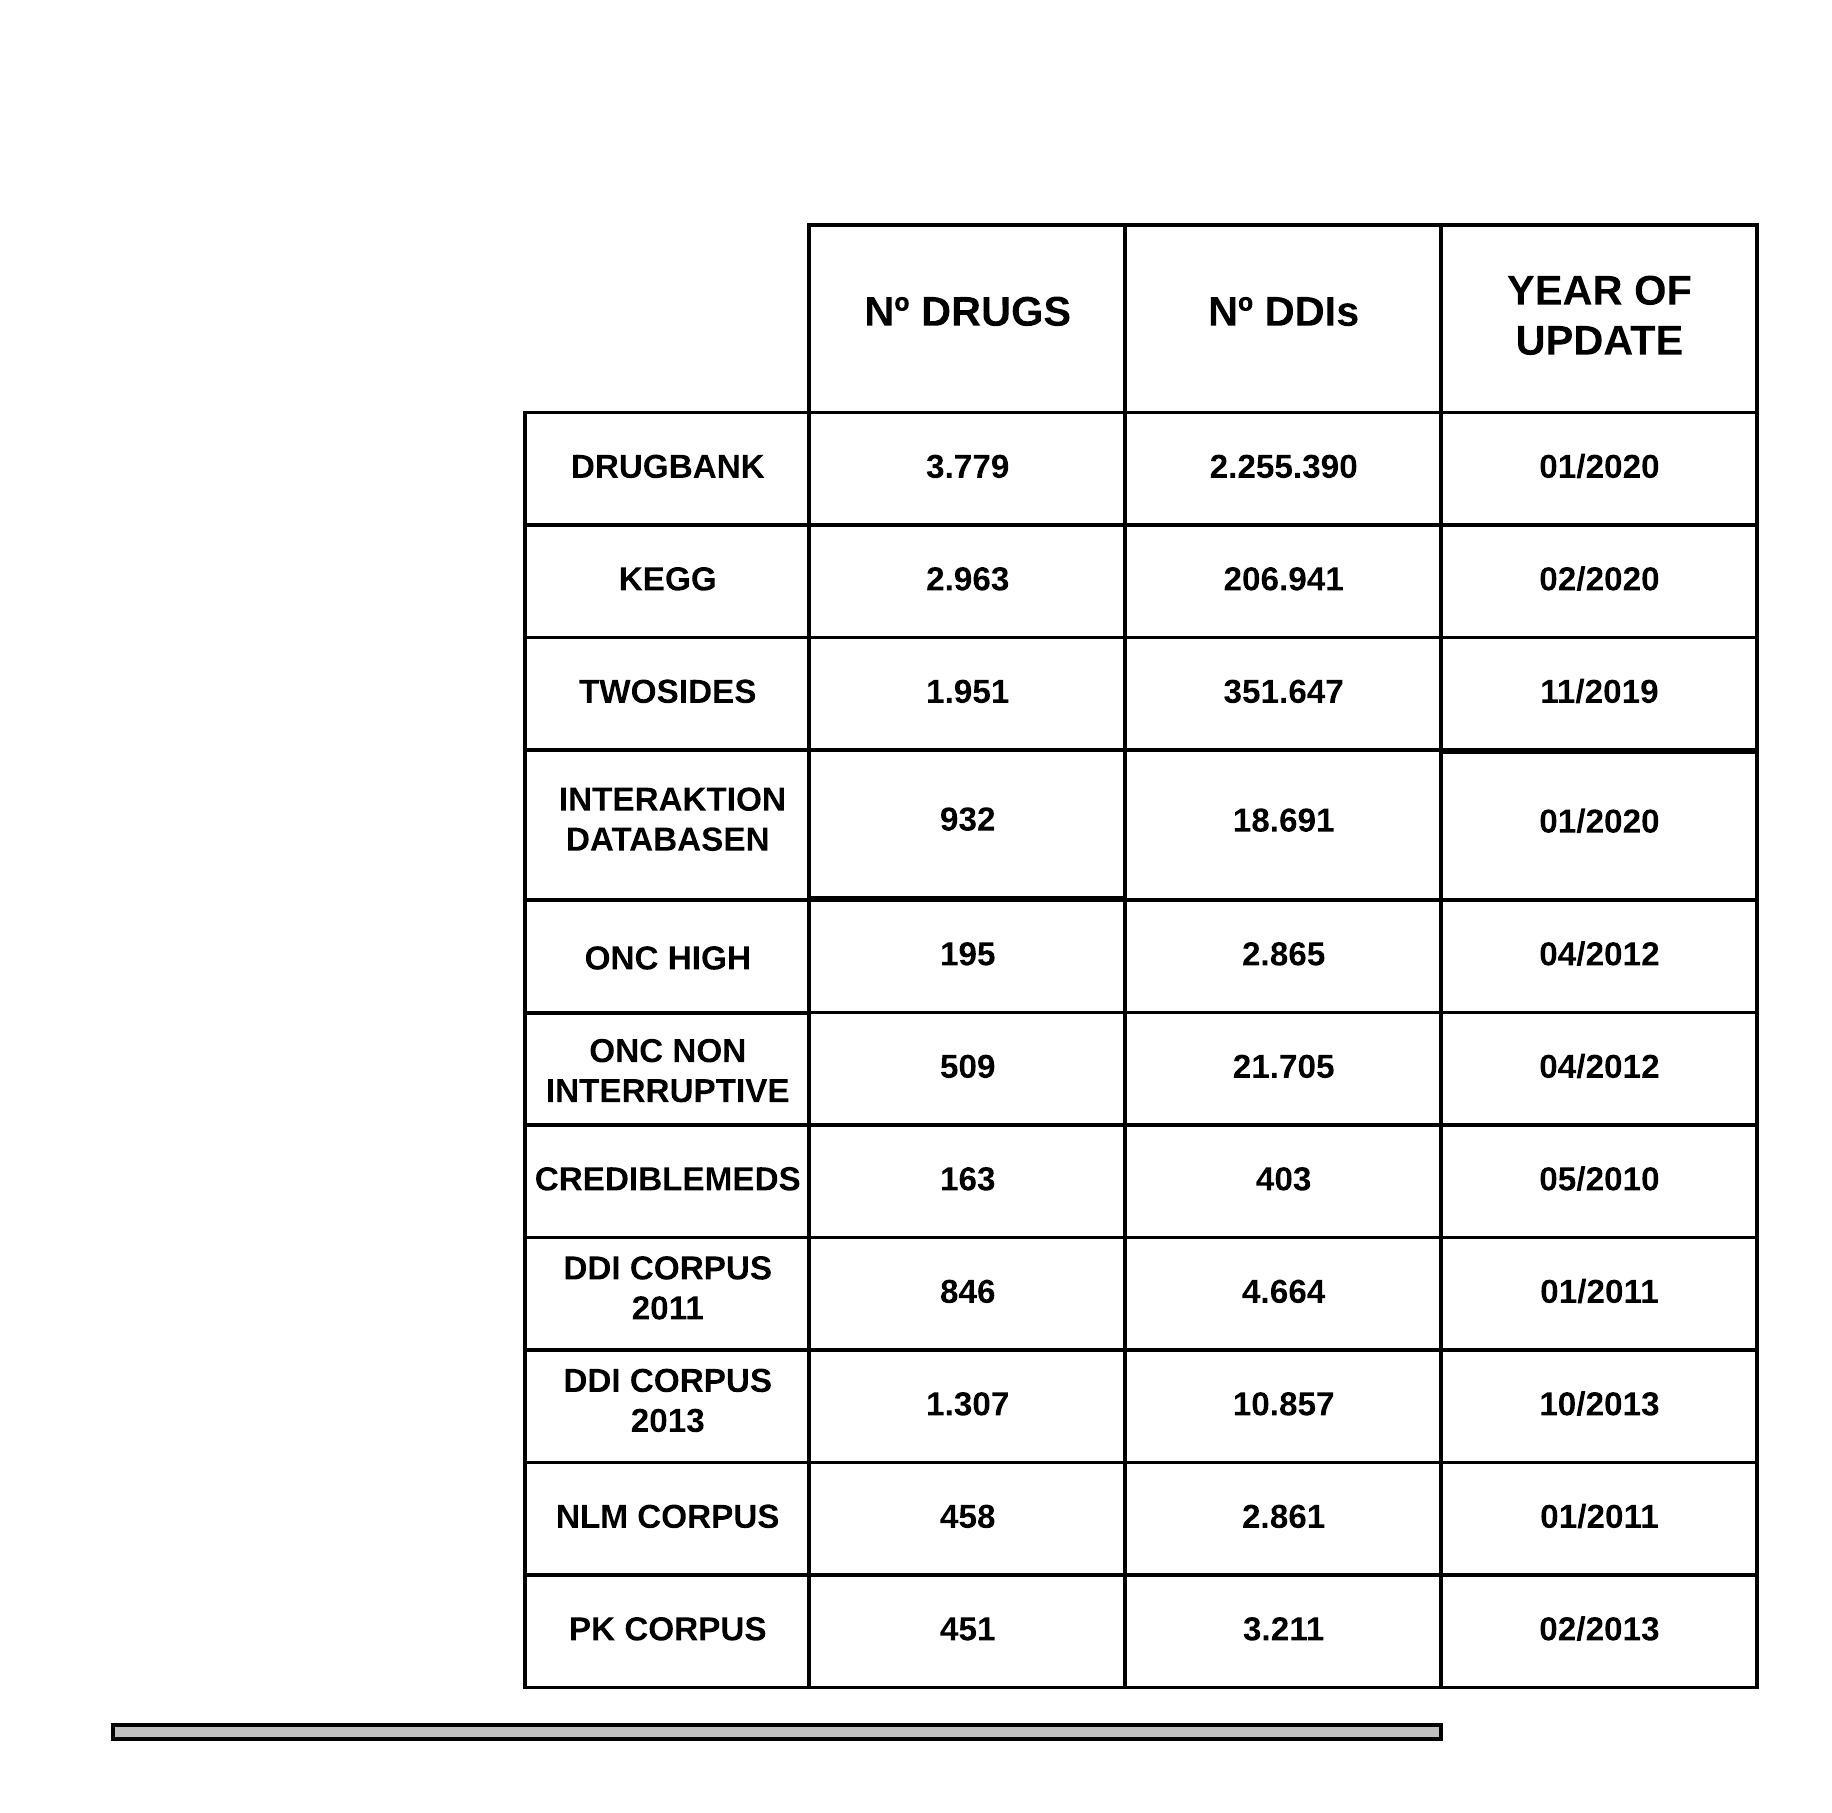 Nº DRUGS Nº DDIs YEAR OF
UPDATE
DRUGBANK 3.779 2.255.390 01/2020
KEGG 2.963 206.941 02/2020
TWOSIDES 1.951 351.647 11/2019
INTERAKTION
DATABASEN 932 18.691 01/2020
ONC HIGH 195 2.865 04/2012
ONC NON
INTERRUPTIVE 509 21.705 04/2012
CREDIBLEMEDS 163 403 05/2010
DDI CORPUS
2011 846 4.664 01/2011
DDI CORPUS
2013 1.307 10.857 10/2013
NLM CORPUS 458 2.861 01/2011
PK CORPUS 451 3.211 02/2013